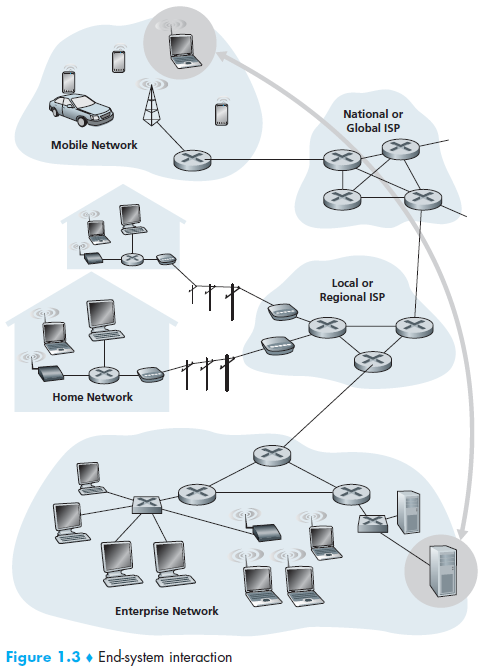 National or
Global ISP
Mobile Network
Local or
Regional ISP
Home Network
Enterprise Network
Figure 1.3 ♦ End-system interaction